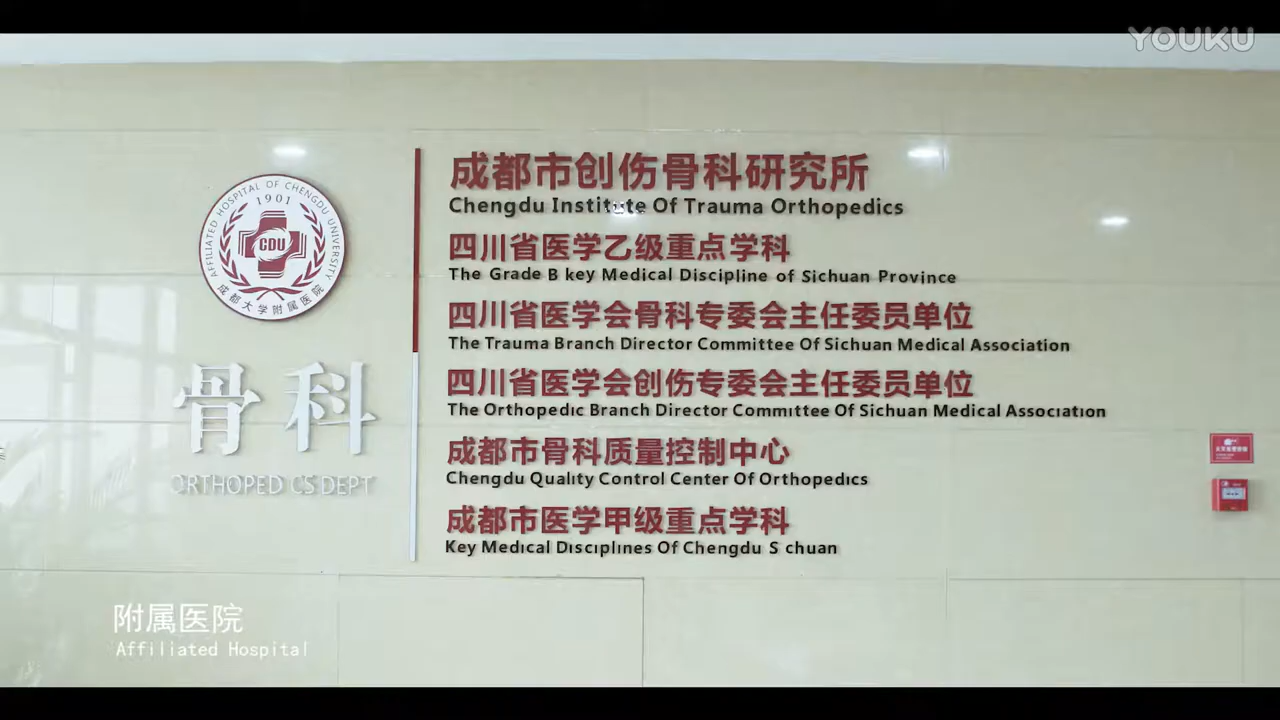 YOUKU
AFFILIATED HOSPITAL OF CHENGDU UNIVERSITY
1901
CDU
成都大学附属医院
骨科
ORTHOPED CS DEPT
成都市创伤骨科研究所
Chengdu Institute Of Trauma Orthopedics
四川省医学乙级重点学科
The Grade B key Medical Discipline of Sichuan Province
四川省医学会骨科专委会主任委员单位
The Trauma Branch Director Committee Of Sichuan Medical Association
四川省医学会创伤专委会主任委员单位
The Orthopedic Branch Director Committee Of Sichuan Medical Association
成都市骨科质量控制中心
Chengdu Quality Control Center Of Orthopedics
成都市医学甲级重点学科
Key Medical Disciplines Of Chengdu S chuan
附属医院
Affiliated Hospital